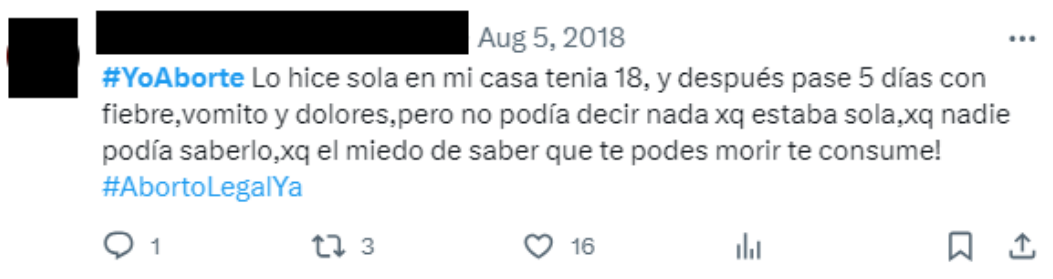 Aug 5, 2018
#YoAborte Lo hice sola en mi casa tenia 18, y después pase 5 días con
fiebre,vomito y dolores,pero no podía decir nada xq estaba sola,xq nadie
podía saberlo,xq el miedo de saber que te podes morir te consume!
#AbortoLegalYa
1 3 16